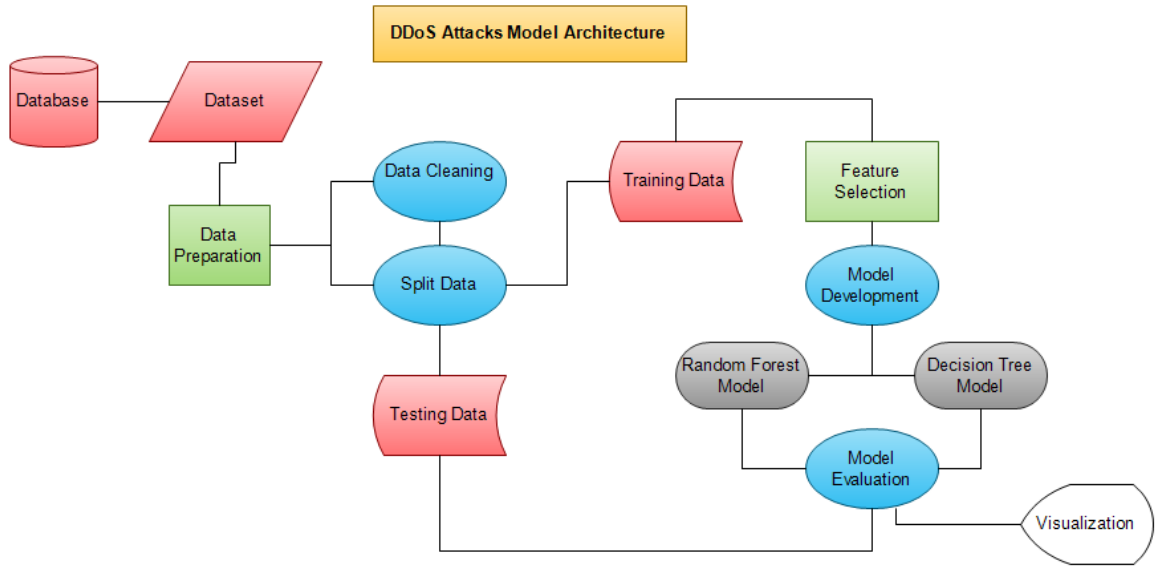 DDoS Attacks Model Architecture
Database
Dataset
Data
Preparation
Data Cleaning
Split Data
Training Data
Feature
Selection
Model
Development
Random Forest
Model
Decision Tree
Model
Testing Data
Model
Evaluation
Visualization